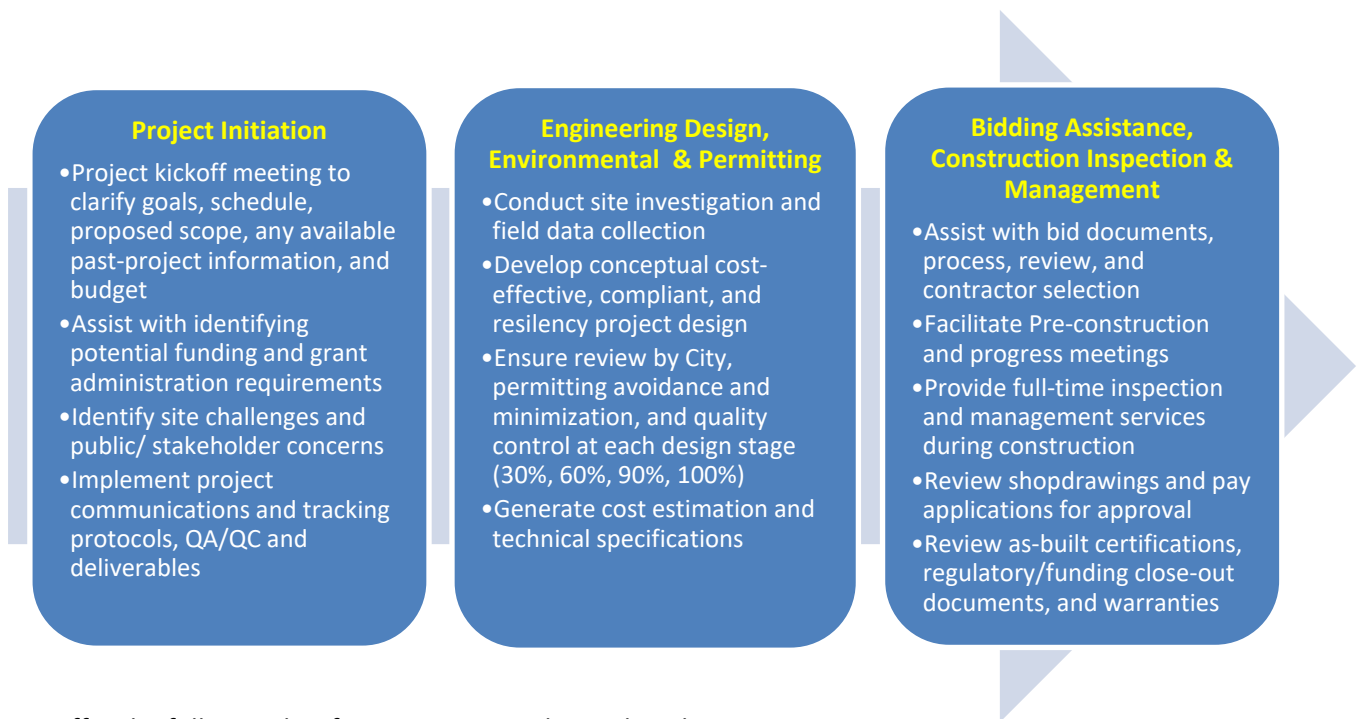 Project Initiation
•Project kickoff meeting to
clarify goals, schedule,
proposed scope, any available
past-project information, and
budget
•Assist with identifying
potential funding and grant
administration requirements
•Identify site challenges and
public/ stakeholder concerns
•Implement project
communications and tracking
protocols, QA/QC and
deliverables
Engineering Design,
Environmental & Permitting
•Conduct site investigation and
field data collection
•Develop conceptual cost-
effective, compliant, and
resilency project design
•Ensure review by City,
permitting avoidance and
minimization, and quality
control at each design stage
(30%, 60%, 90%, 100%)
•Generate cost estimation and
technical specifications
Bidding Assistance,
Construction Inspection &
Management
•Assist with bid documents,
process, review, and
contractor selection
•Facilitate Pre-construction
and progress meetings
•Provide full-time inspection
and management services
during construction
•Review shopdrawings and pay
applications for approval
•Review as-built certifications,
regulatory/funding close-out
documents, and warranties